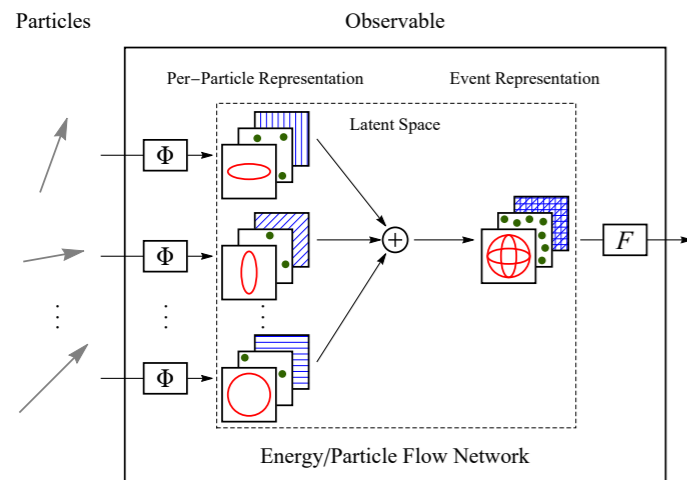 Particles
Observable
Per−Particle Representation
Event Representation
Latent Space
Φ
Φ
Φ
F
Energy/Particle Flow Network